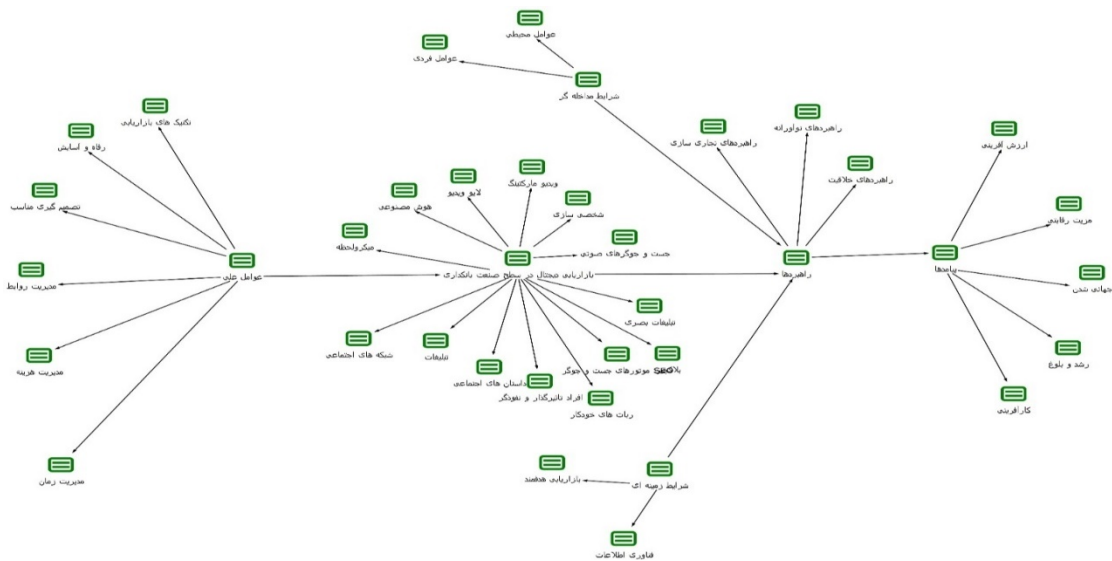 عوامل محیطی
عوامل فردی
شرایط مداخله گر
تکنیک های بازاریابی
رفاه و آسایش
تصمیم گیری مناسب
عوامل علی
مدیریت روابط
مدیریت هزینه
مدیریت زمان
ویدیو مارکتینگ
لایو ویدیو
هوش مصنوعی
شخصی سازی
میکرولحظه
جست و جوگرهای صوتی
بازاریابی دیجتال در سطح صنعت بانکداری
تبلیغات بصری
شبکه های اجتماعی
تبلیغات
داستان های اجتماعی
موتورهای جست و جوگر SEO
افراد تاثیرگذار و نفوذگر
ربات های خودکار
راهبردهای نوآورانه
راهبردهای تجاری سازی
راهبردهای خلاقیت
راهبردها
ارزش آفرینی
مزیت رقابتی
پیامدها
جهانی شدن
رشد و بلوغ
کارآفرینی
بازاریابی هدفمند
شرایط زمینه ای
فناوری اطلاعات